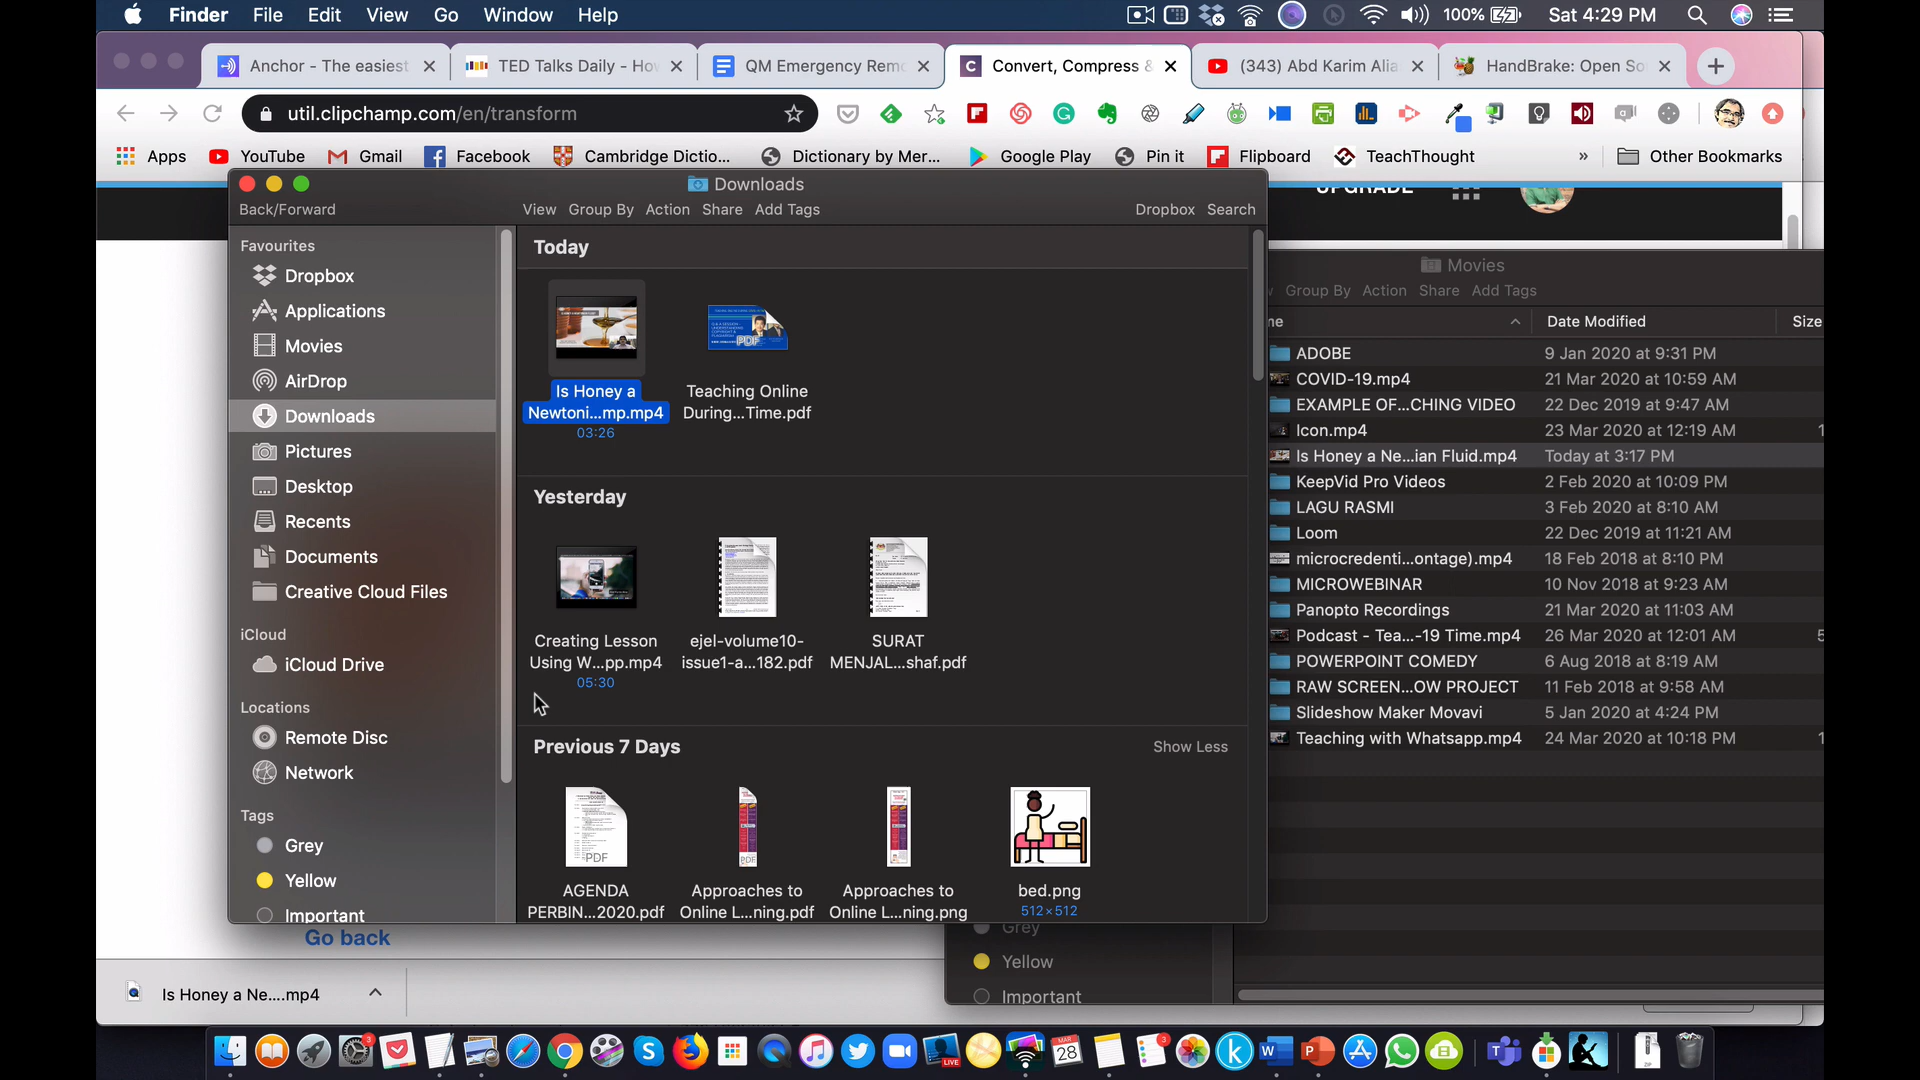 Finder File Edit View Go Window Help
100% Sat 4:29 PM
Anchor - The easiest
TED Talks Daily - Hov
QM Emergency Remo
Convert, Compress &
(343) Abd Karim Alia
HandBrake: Open So
util.clipchamp.com/en/transform
Apps YouTube Gmail Facebook Cambridge Dictio... Dictionary by Mer... Google Play Pin it Flipboard TeachThought » Other Bookmarks
UPGRADE
Downloads
Back/Forward View Group By Action Share Add Tags Dropbox Search
Favourites
Dropbox
Applications
Movies
AirDrop
Downloads
Pictures
Desktop
Recents
Documents
Creative Cloud Files
iCloud
iCloud Drive
Locations
Remote Disc
Network
Tags
Grey
Yellow
Important
Today
Is Honey a
Newtoni...mp.mp4
03:26
PDF
Teaching Online
During...Time.pdf
Yesterday
Creating Lesson
Using W...pp.mp4
05:30
ejel-volume10-
issue1-a...182.pdf
SURAT
MENJAL...shaf.pdf
Previous 7 Days
Show Less
PDF
AGENDA
PERBIN...2020.pdf
PDF
Approaches to
Online L...ning.pdf
Approaches to
Online L...ning.png
bed.png
512×512
Movies
Group By Action Share Add Tags
me Date Modified Size
ADOBE 9 Jan 2020 at 9:31 PM
COVID-19.mp4 21 Mar 2020 at 10:59 AM
EXAMPLE OF...CHING VIDEO 22 Dec 2019 at 9:47 AM
Icon.mp4 23 Mar 2020 at 12:19 AM 1
Is Honey a Ne...ian Fluid.mp4 Today at 3:17 PM
KeepVid Pro Videos 2 Feb 2020 at 10:09 PM
LAGU RASMI 3 Feb 2020 at 8:10 AM
Loom 22 Dec 2019 at 11:21 AM
microcredenti...ontage).mp4 18 Feb 2018 at 8:10 PM
MICROWEBINAR 10 Nov 2018 at 9:23 AM
Panopto Recordings 21 Mar 2020 at 11:03 AM
Podcast - Tea...-19 Time.mp4 26 Mar 2020 at 12:01 AM 5
POWERPOINT COMEDY 6 Aug 2018 at 8:19 AM
RAW SCREEN...OW PROJECT 11 Feb 2018 at 9:58 AM
Slideshow Maker Movavi 5 Jan 2020 at 4:24 PM
Teaching with Whatsapp.mp4 24 Mar 2020 at 10:18 PM 1
Grey
Yellow
Important
Go back
Is Honey a Ne....mp4
3
LIVE
MAR
28
3